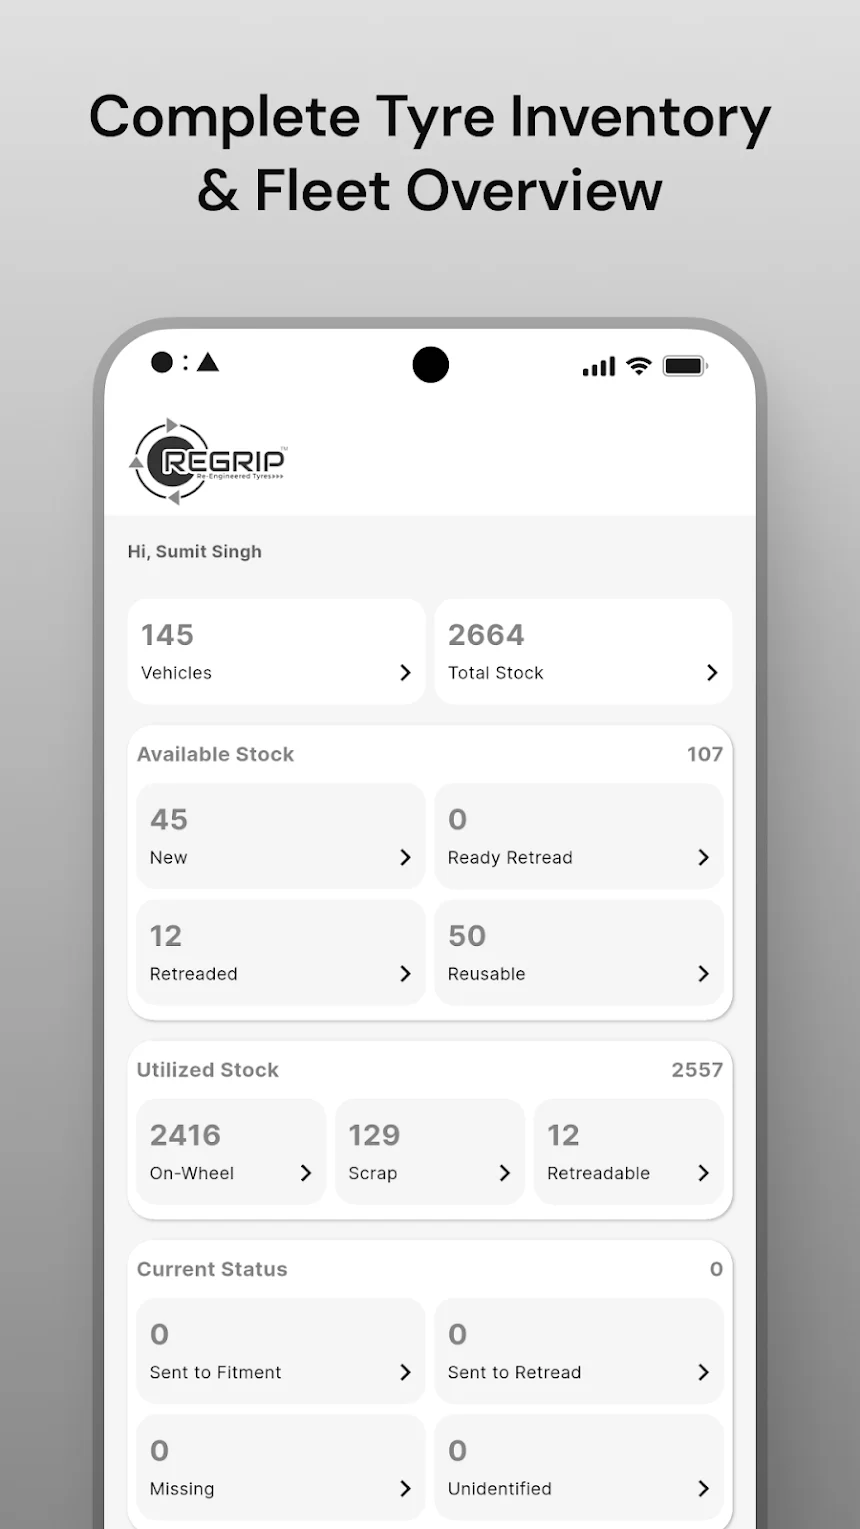 Complete Tyre Inventory
& Fleet Overview
REGRIP™
Re-Engineered Tyres>>>
Hi, Sumit Singh
145
Vehicles
2664
Total Stock
Available Stock
107
45
New
0
Ready Retread
12
Retreaded
50
Reusable
Utilized Stock
2557
2416
On-Wheel
129
Scrap
12
Retreadable
Current Status
0
0
Sent to Fitment
0
Sent to Retread
0
Missing
0
Unidentified